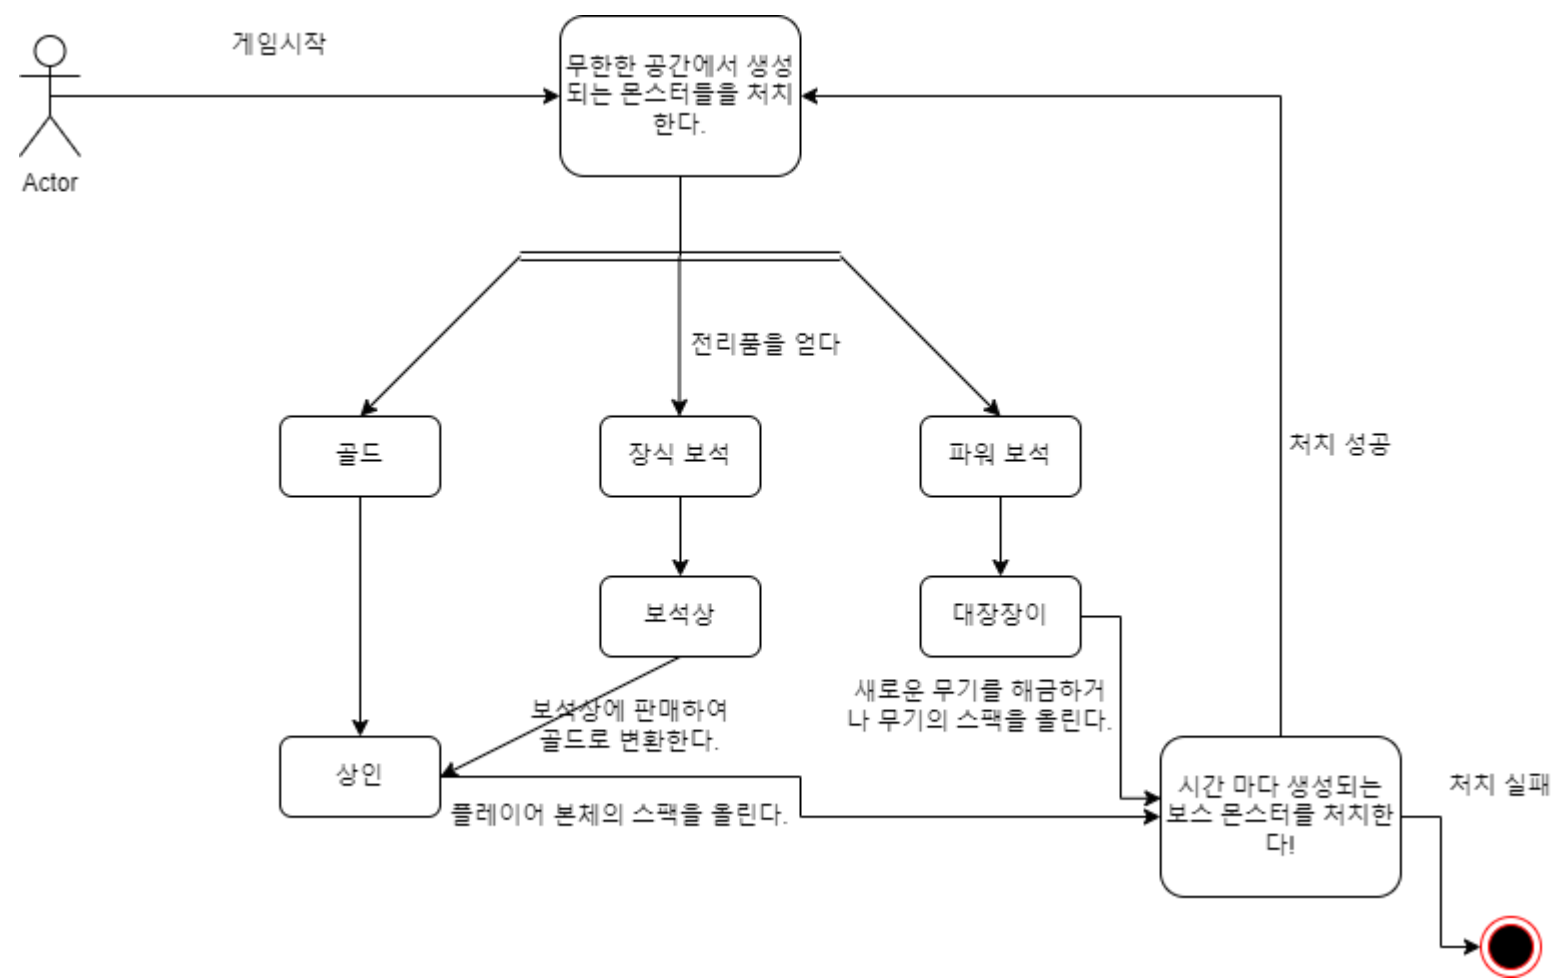 게임시작
무한한 공간에서 생성
되는 몬스터들을 처치
한다.
Actor
전리품을 얻다
골드
장식 보석
파워 보석
처치 성공
보석상
대장장이
보석상에 판매하여
골드로 변환한다.
새로운 무기를 해금하거
나 무기의 스팩을 올린다.
상인
플레이어 본체의 스팩을 올린다.
시간 마다 생성되는
보스 몬스터를 처치한
다!
처치 실패